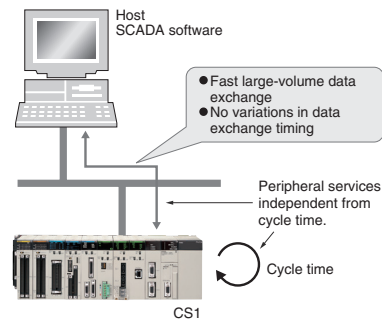 Host
SCADA software
●Fast large-volume data
exchange
●No variations in data
exchange timing
Peripheral services
independent from
cycle time.
Cycle time
CS1